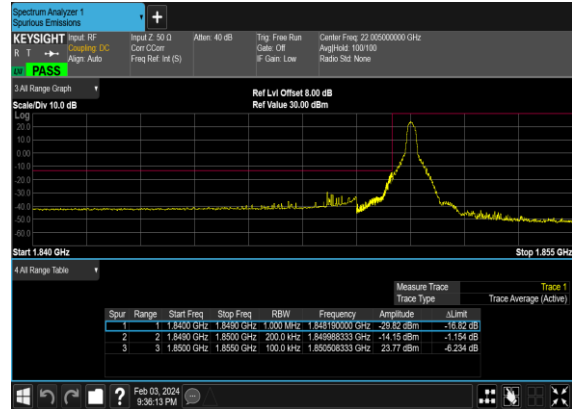 Spectrum Analyzer 1
Spurious Emissions
+
KEYSIGHT Input: RF Input Z: 50 Ω Atten: 40 dB Trig: Free Run Center Freq: 22.005000000 GHz
R T Coupling: DC Corr CCorr Gate: Off Avg|Hold: 100/100
Align: Auto Freq Ref: Int (S) IF Gain: Low Radio Std: None
LM PASS
3 All Range Graph
Ref Lvl Offset 8.00 dB
Scale/Div 10.0 dB Ref Value 30.00 dBm
Log
20.0
10.0
0.00
-10.0
-20.0
-30.0
-40.0
-50.0
-60.0
Start 1.840 GHz Stop 1.855 GHz
4 All Range Table
Measure Trace Trace 1
Trace Type Trace Average (Active)
Spur Range Start Freq Stop Freq RBW Frequency Amplitude ΔLimit
1 1 1.8400 GHz 1.8490 GHz 1.000 MHz 1.848190000 GHz -29.82 dBm -16.82 dB
2 2 1.8490 GHz 1.8500 GHz 200.0 kHz 1.849988333 GHz -14.15 dBm -1.154 dB
3 3 1.8500 GHz 1.8550 GHz 100.0 kHz 1.850508333 GHz 23.77 dBm -6.234 dB
? Feb 03, 2024
9:36:13 PM